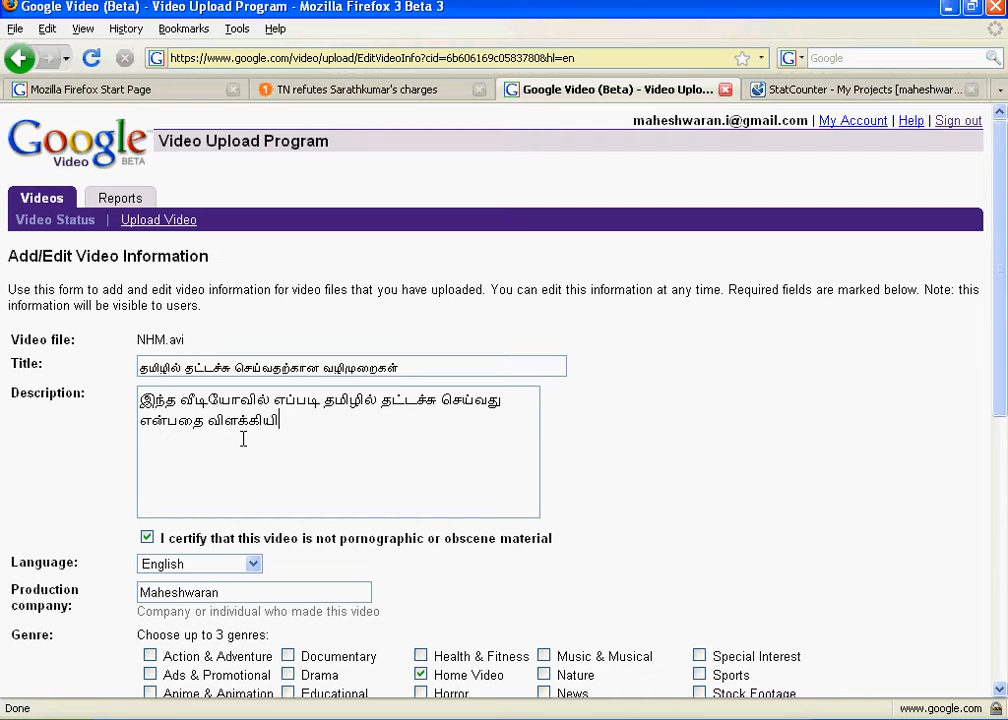 Google Video (Beta) - Video Upload Program - Mozilla Firefox 3 Beta 3
File Edit View History Bookmarks Tools Help
https://www.google.com/video/upload/EditVideoInfo?cid=6b606169c0583780&hl=en Google
Mozilla Firefox Start Page TN refutes Sarathkumar's charges Google Video (Beta) - Video Uplo... StatCounter - My Projects [maheshwar...
maheshwaran.i@gmail.com | My Account | Help | Sign out
Google Video BETA
Video Upload Program
Videos Reports
Video Status | Upload Video
Add/Edit Video Information
Use this form to add and edit video information for video files that you have uploaded. You can edit this information at any time. Required fields are marked below. Note: this
information will be visible to users.
Video file: NHM.avi
Title: தமிழில் தட்டச்சு செய்வதற்கான வழிமுறைகள்
Description: இந்த வீடியோவில் எப்படி தமிழில் தட்டச்சு செய்வது
என்பதை விளக்கியி
I certify that this video is not pornographic or obscene material
Language: English
Production company: Maheshwaran
Company or individual who made this video
Genre: Choose up to 3 genres:
Action & Adventure Documentary Health & Fitness Music & Musical Special Interest
Ads & Promotional Drama Home Video Nature Sports
Anime & Animation Educational Horror News Stock Footage
Done www.google.com